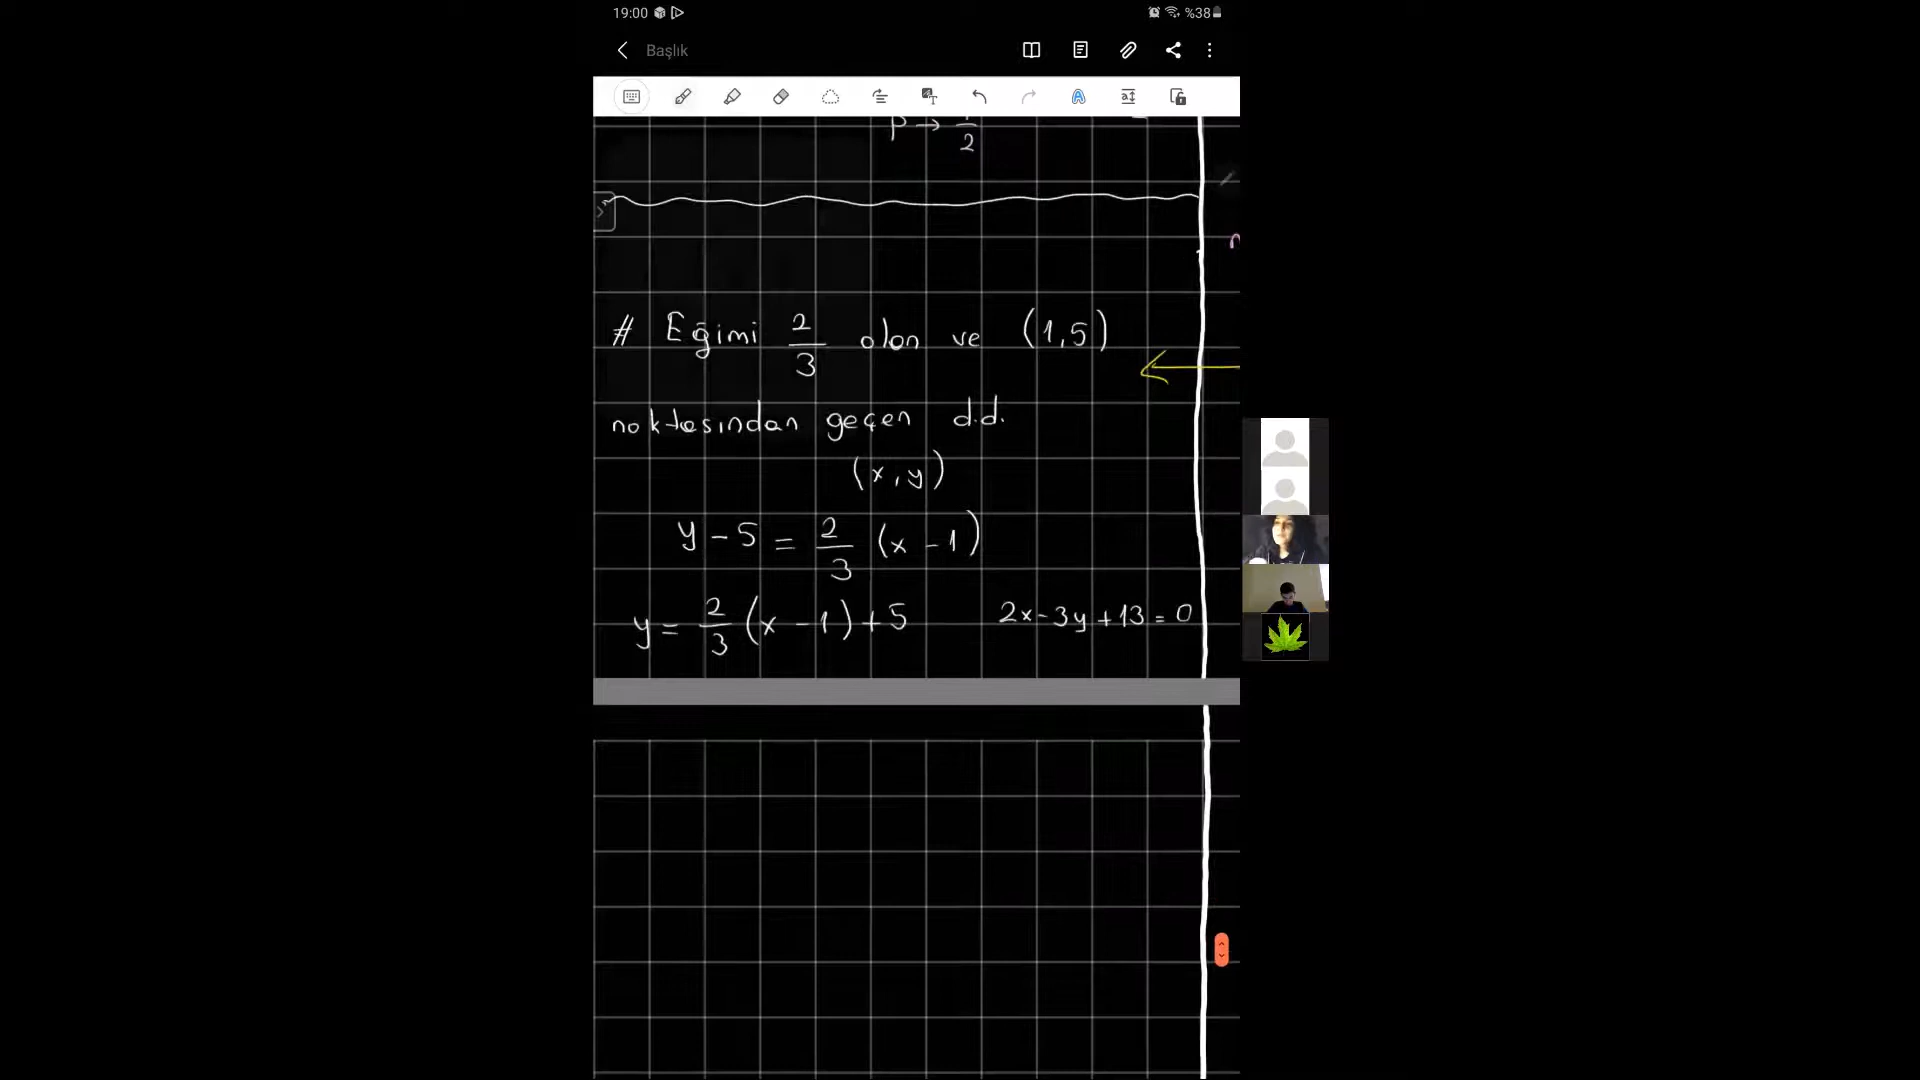 19:00 %38
Başlık
P → 2
# Eğimi 2/3 olan ve (1,5)
noktasından geçen d.d.
(x,y)
y-5 = 2/3 (x-1)
y = 2/3 (x-1)+5 2x-3y+13=0